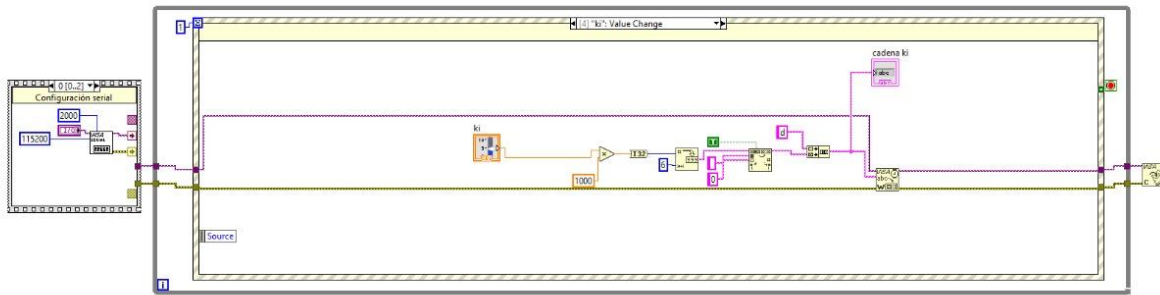 [4] "ki": Value Change
1
cadena ki
0 [0..2]
Configuración serial
2000
115200
ki
d
I32
6
0
1000
Source
i